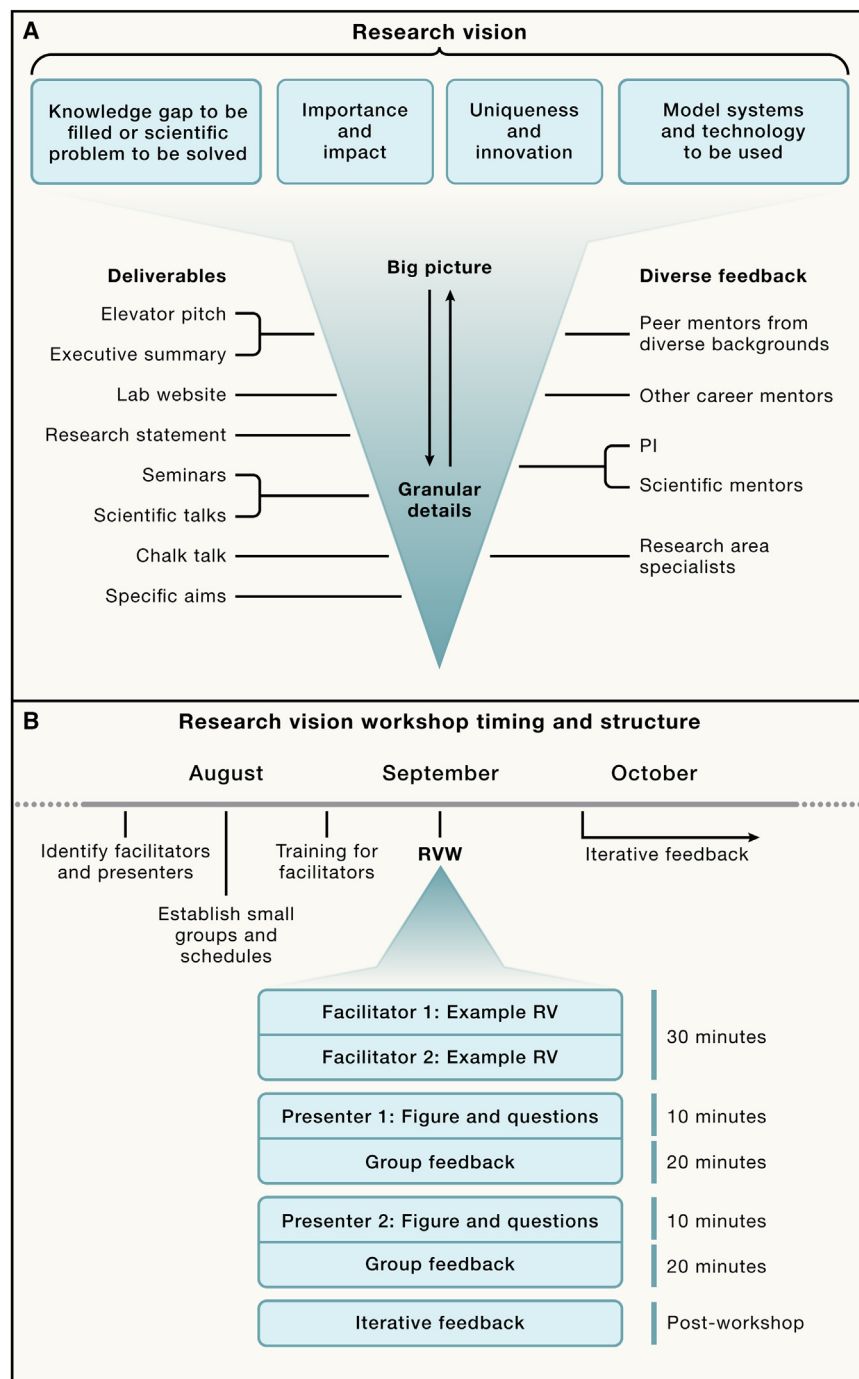 A
Research vision
Knowledge gap to be
filled or scientific
problem to be solved
Importance
and
impact
Uniqueness
and
innovation
Model systems
and technology
to be used
Deliverables
Elevator pitch
Executive summary
Lab website
Research statement
Seminars
Scientific talks
Chalk talk
Specific aims
Big picture
Granular
details
Diverse feedback
Peer mentors from
diverse backgrounds
Other career mentors
PI
Scientific mentors
Research area
specialists
B
Research vision workshop timing and structure
August
September
October
Identify facilitators
and presenters
Establish small
groups and
schedules
Training for
facilitators
RVW
Iterative feedback
Facilitator 1: Example RV
Facilitator 2: Example RV
30 minutes
Presenter 1: Figure and questions
10 minutes
Group feedback
20 minutes
Presenter 2: Figure and questions
10 minutes
Group feedback
20 minutes
Iterative feedback
Post-workshop